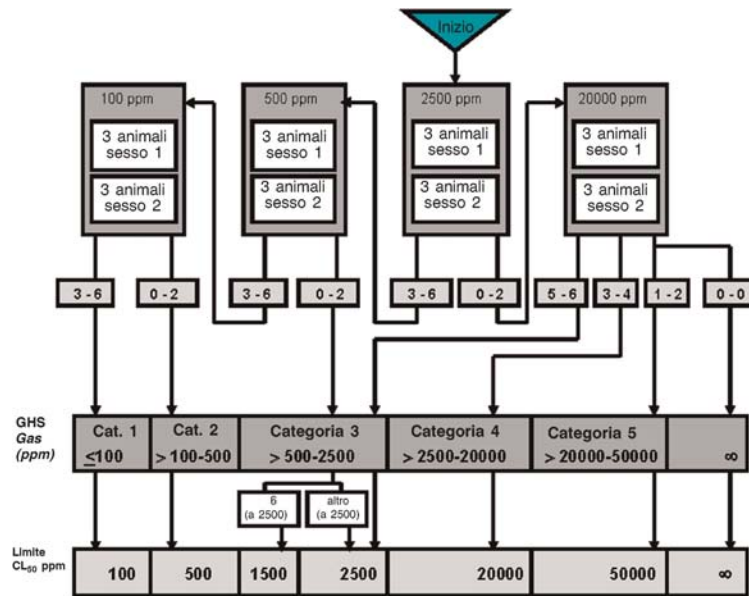 Inizio
100 ppm
500 ppm
2500 ppm
20000 ppm
3 animali
sesso 1
3 animali
sesso 1
3 animali
sesso 1
3 animali
sesso 1
3 animali
sesso 2
3 animali
sesso 2
3 animali
sesso 2
3 animali
sesso 2
3 - 6
0 - 2
3 - 6
0 - 2
3 - 6
0 - 2
5 - 6
3 - 4
1 - 2
0 - 0
GHS
Gas
(ppm)
Cat. 1
≤100
Cat. 2
> 100-500
Categoria 3
> 500-2500
Categoria 4
> 2500-20000
Categoria 5
> 20000-50000
∞
6
(a 2500)
altro
(a 2500)
Limite
CL50 ppm
100
500
1500
2500
20000
50000
∞